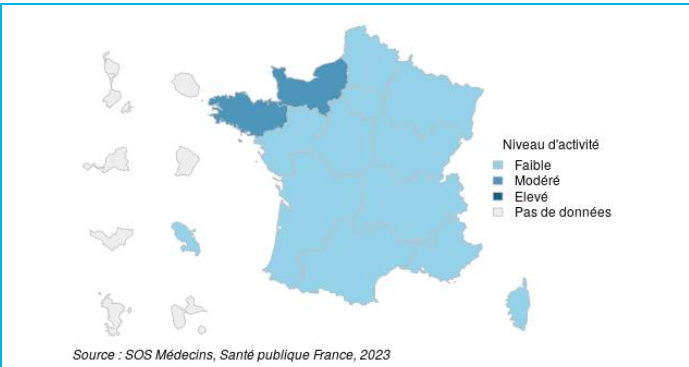 Niveau d'activité
Faible
Modéré
Elevé
Pas de données
Source : SOS Médecins, Santé publique France, 2023